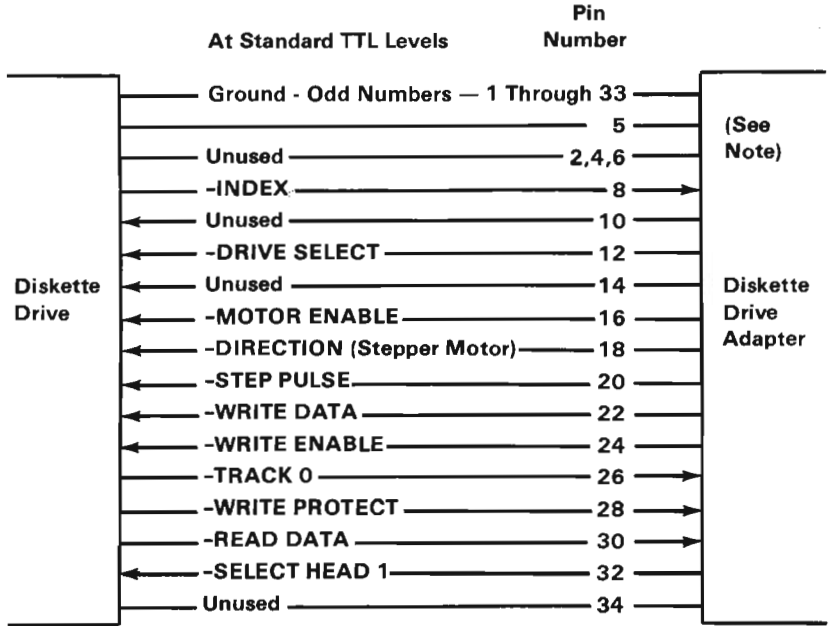 Pin
At Standard TTL Levels Number
Ground - Odd Numbers — 1 Through 33
5 (See
Unused 2,4,6 Note)
-INDEX 8
Unused 10
-DRIVE SELECT 12
Diskette Unused 14 Diskette
Drive -MOTOR ENABLE 16 Drive
-DIRECTION (Stepper Motor) 18 Adapter
-STEP PULSE 20
-WRITE DATA 22
-WRITE ENABLE 24
-TRACK 0 26
-WRITE PROTECT 28
-READ DATA 30
-SELECT HEAD 1 32
Unused 34